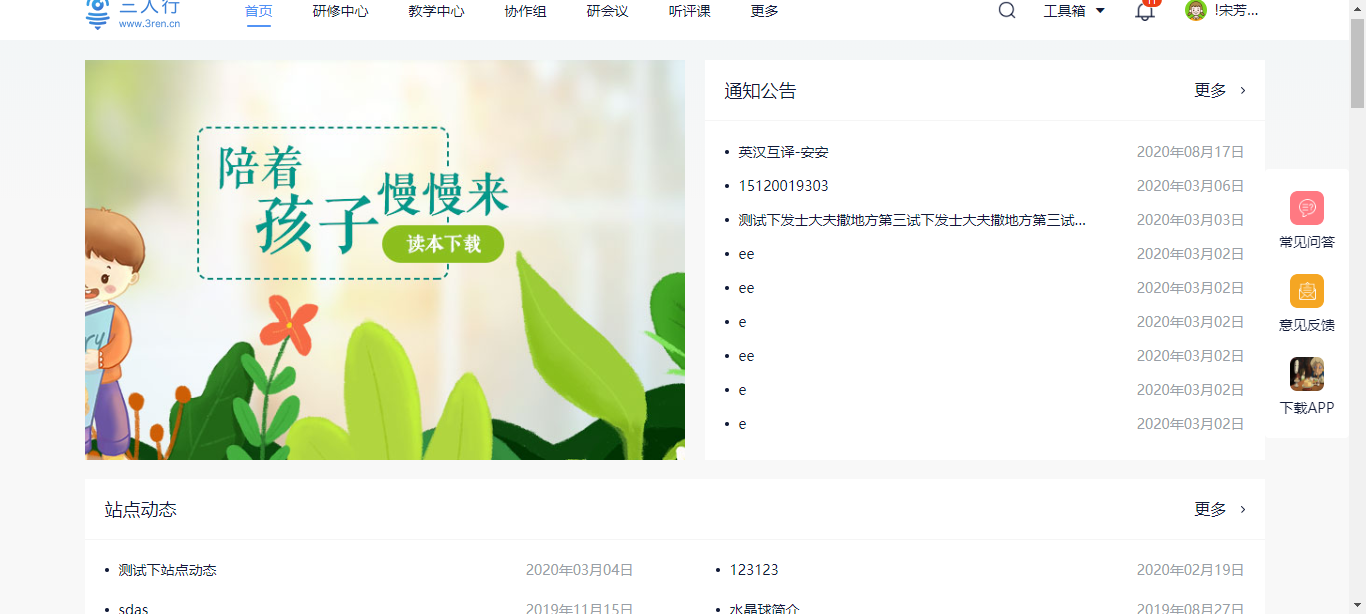 三人行
www.3ren.cn
首页 研修中心 教学中心 协作组 研会议 听评课 更多 工具箱 11 !宋芳...
陪着
孩子慢慢来
读本下载
通知公告 更多
英汉互译-安安 2020年08月17日
15120019303 2020年03月06日
测试下发士大夫撒地方第三试下发士大夫撒地方第三试... 2020年03月03日
ee 2020年03月02日
ee 2020年03月02日
e 2020年03月02日
ee 2020年03月02日
e 2020年03月02日
e 2020年03月02日
常见问答
意见反馈
下载APP
站点动态 更多
测试下站点动态 2020年03月04日
123123 2020年02月19日
sdas 2019年11月15日
水晶球简介 2019年08月27日